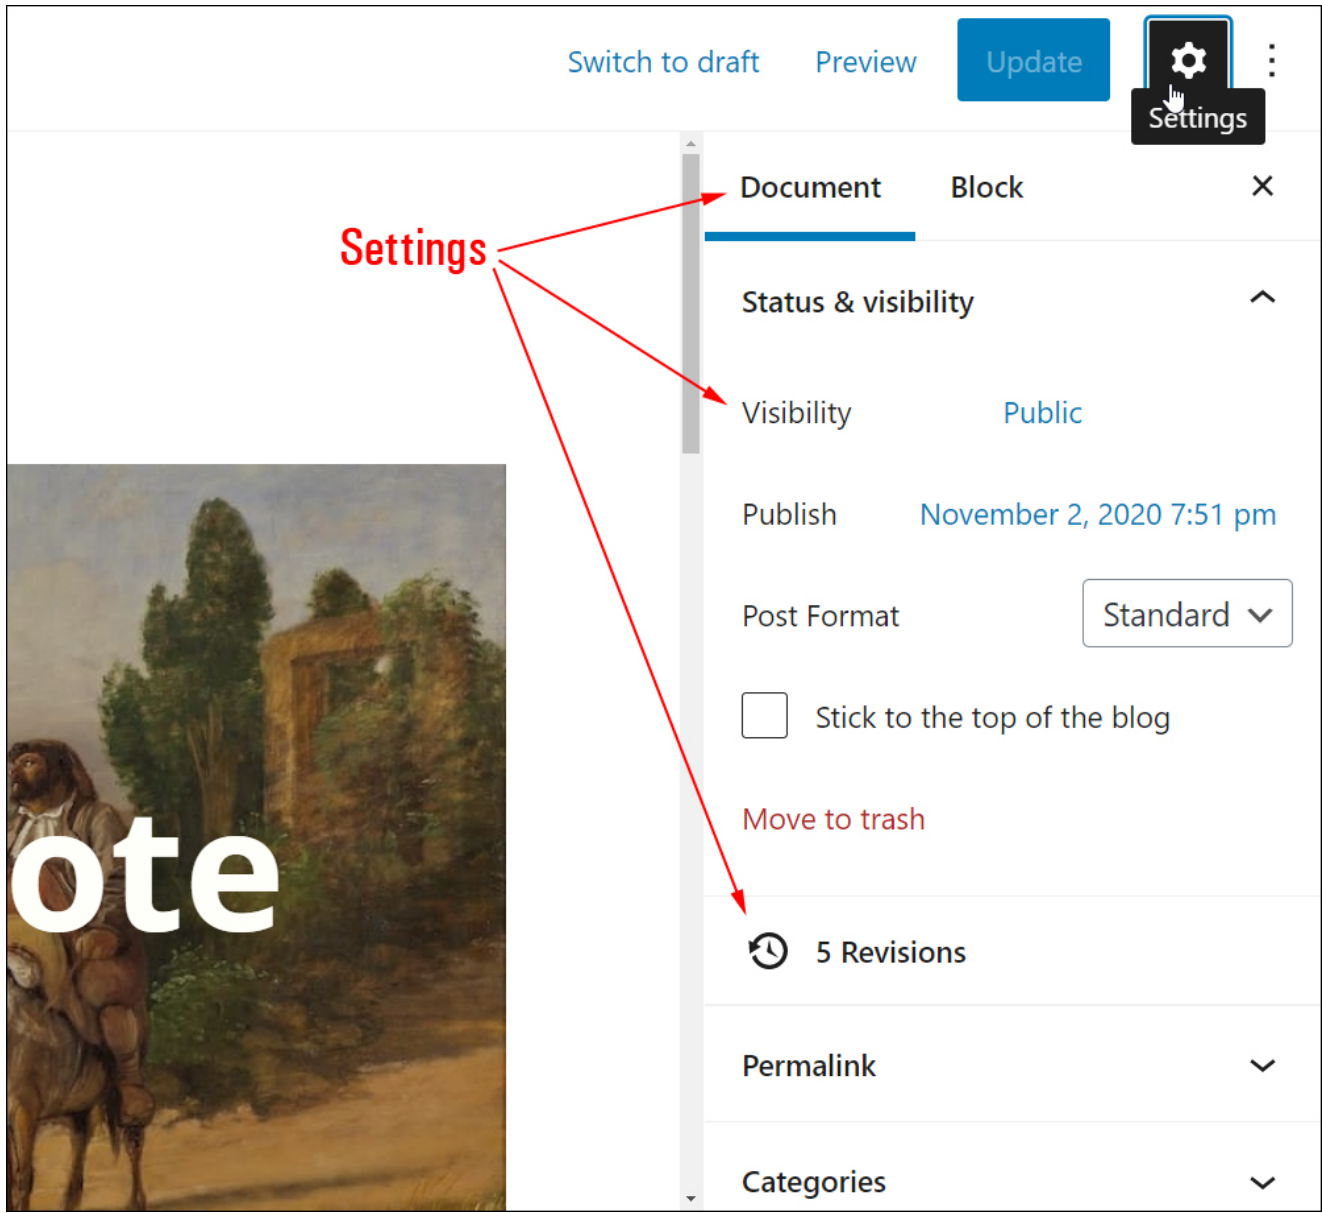 Switch to draft Preview Update
Settings
Document Block
Settings
Status & visibility
Visibility Public
Publish November 2, 2020 7:51 pm
Post Format Standard
Stick to the top of the blog
Move to trash
ote
5 Revisions
Permalink
Categories